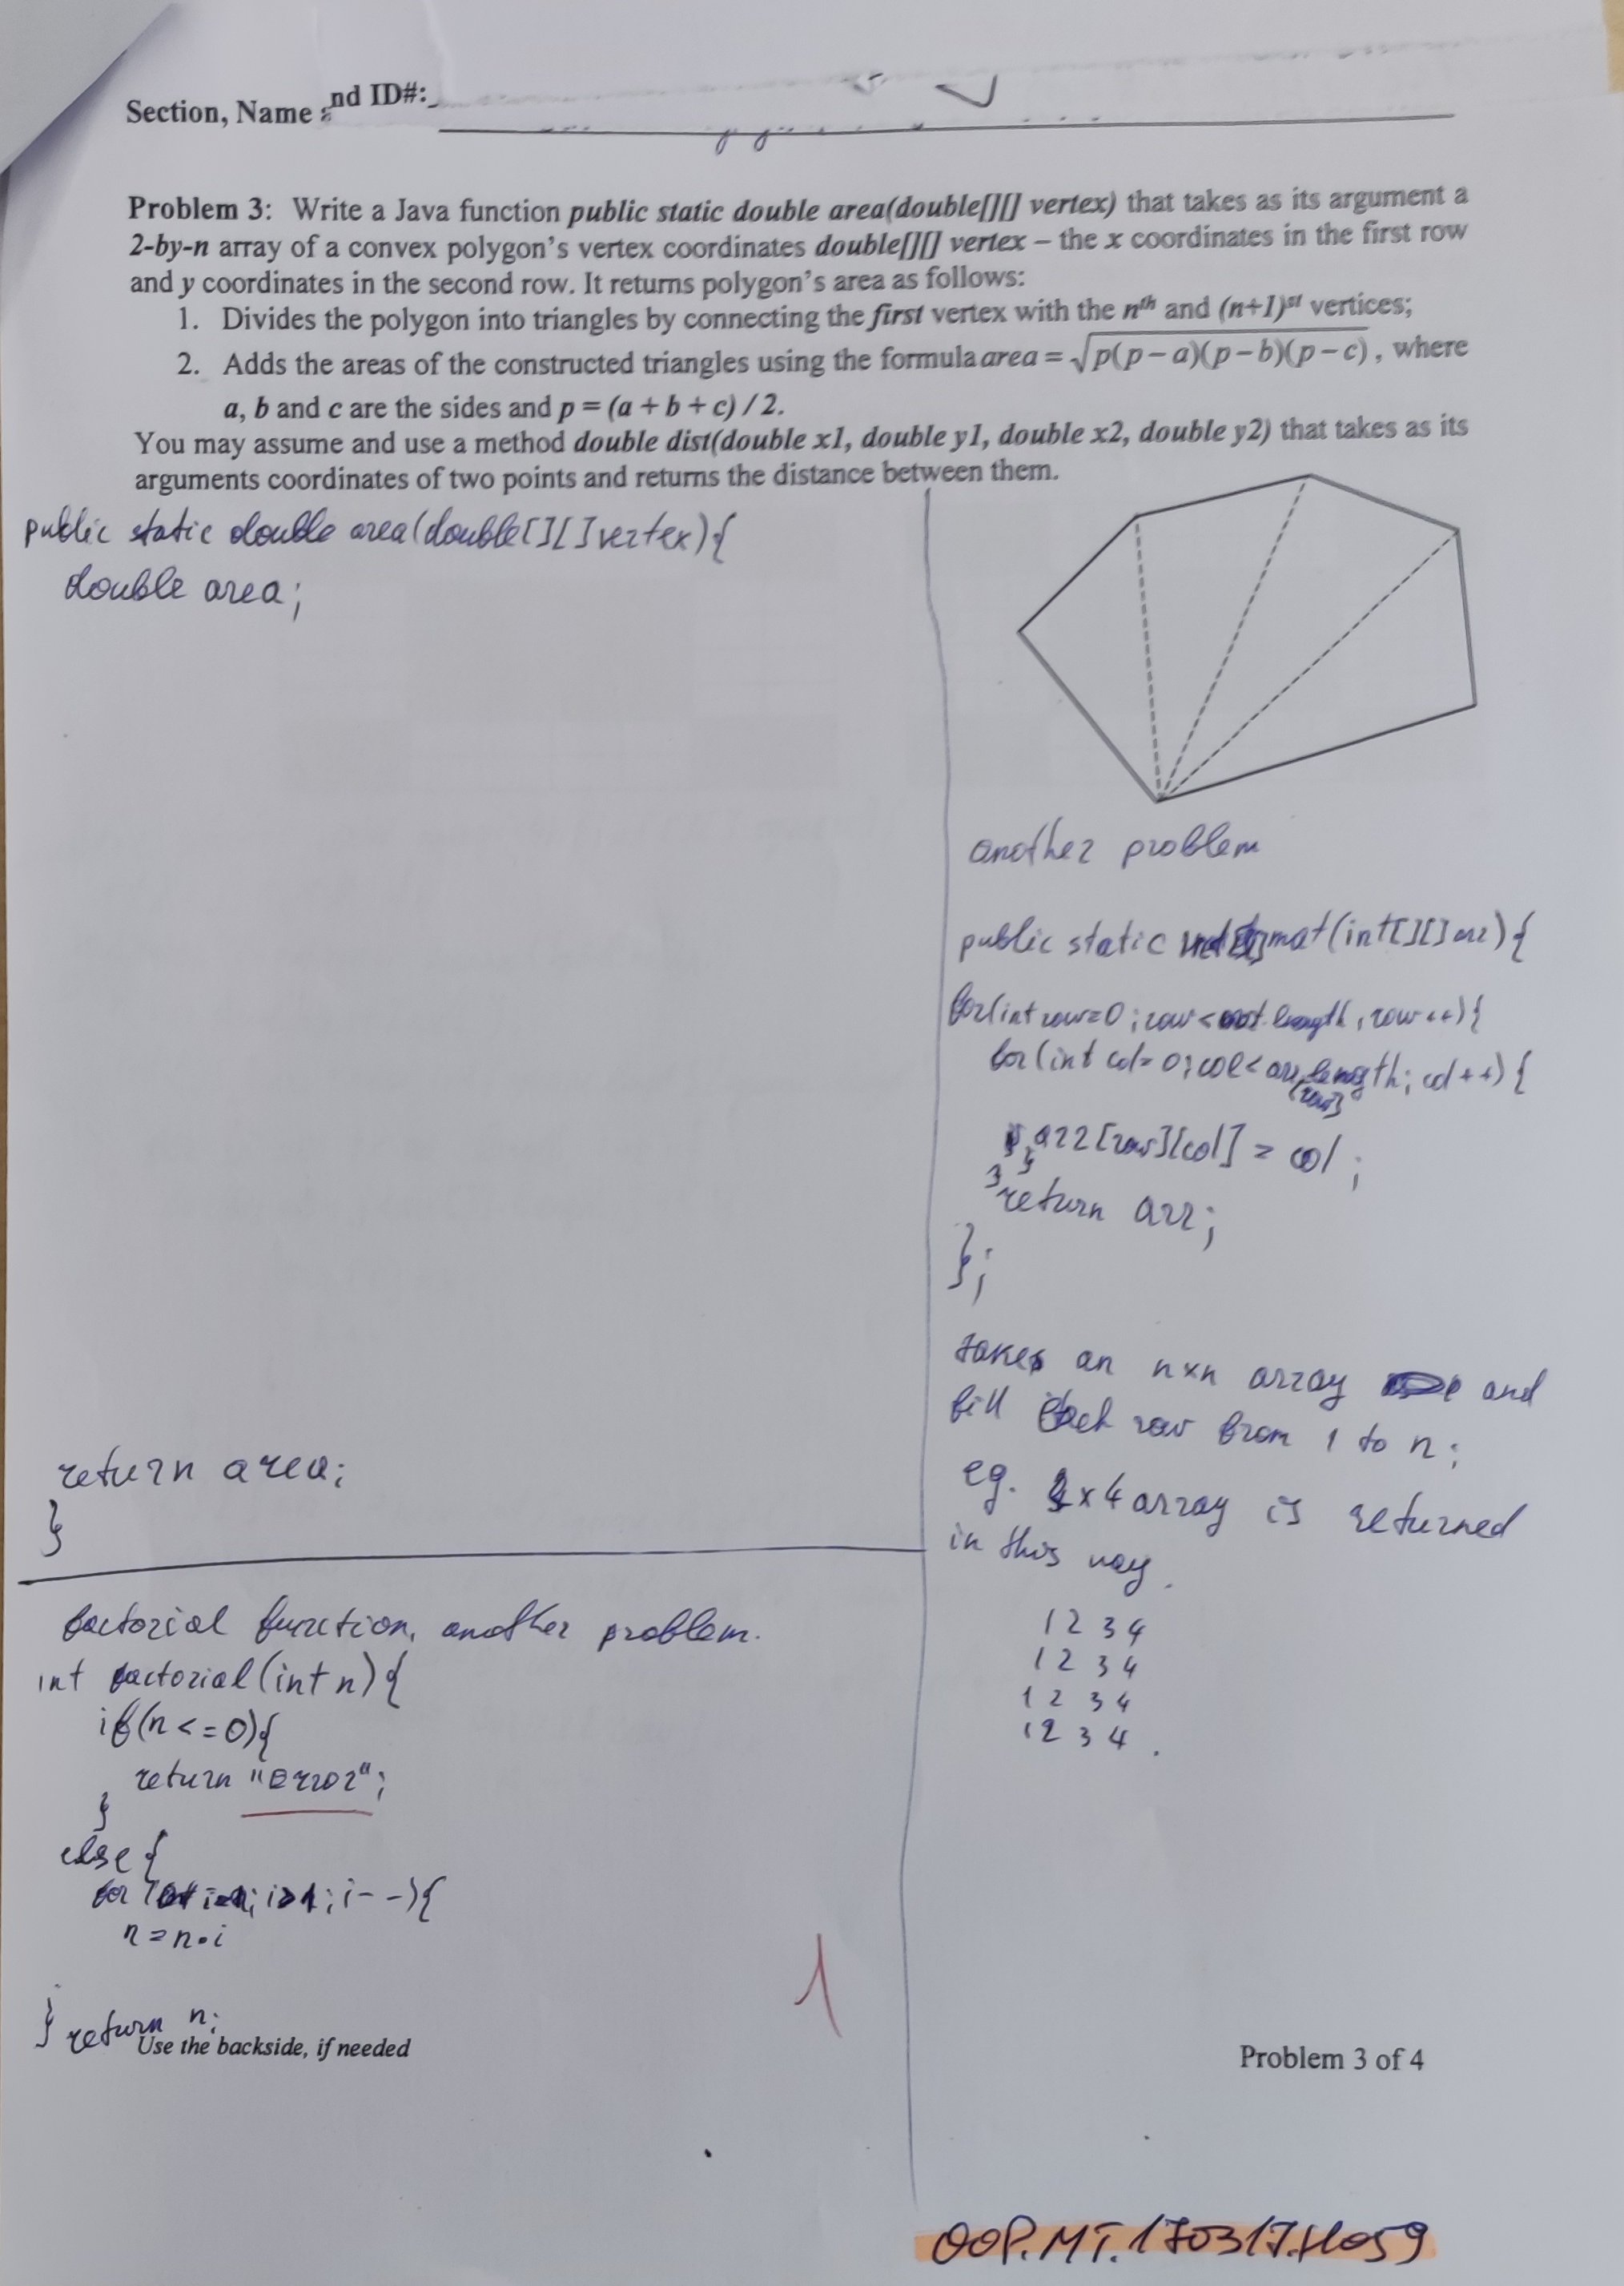 Section, Name and ID#:
Problem 3: Write a Java function public static double area(double[][] vertex) that takes as its argument a
2-by-n array of a convex polygon's vertex coordinates double[][] vertex – the x coordinates in the first row
and y coordinates in the second row. It returns polygon's area as follows:
1. Divides the polygon into triangles by connecting the first vertex with the nth and (n+1)st vertices;
2. Adds the areas of the constructed triangles using the formula area = √p(p−a)(p−b)(p−c), where
a, b and c are the sides and p = (a + b + c) / 2.
You may assume and use a method double dist(double x1, double y1, double x2, double y2) that takes as its
arguments coordinates of two points and returns the distance between them.
public static double area(double[][]vertex){
double area;
return area;
}
factorial function, another problem.
int factorial(int n){
if(n<=0){
return "error";
}
else{
for i=n; i>1; i--){
n=n·i
} return n;
another problem
public static mat(int[][]arr){
for(int row=0; row< length, row++){
for(int col=0; col<arr[row].length; col++){
arr[row][col] = col;
}
}
return arr;
};
takes an n×n array and
fill each row from 1 to n;
eg. 4x4 array is returned
in this way.
1 2 3 4
1 2 3 4
1 2 3 4
1 2 3 4.
1
Use the backside, if needed
Problem 3 of 4
OOP.MT.170317.H059